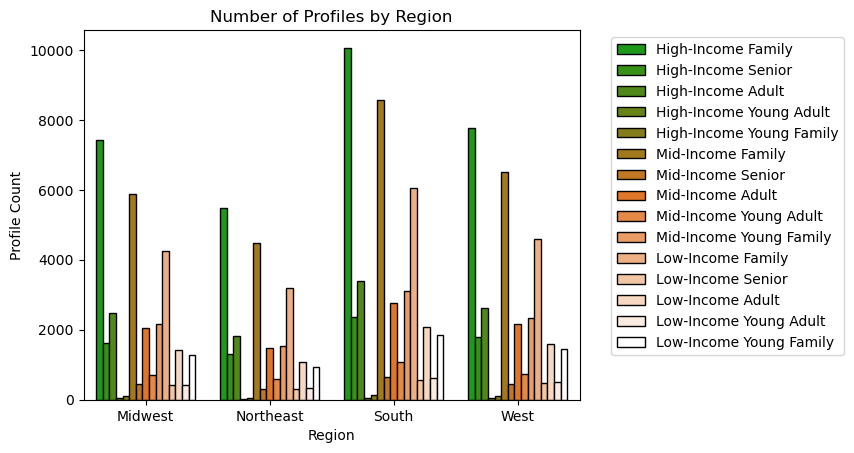 Number of Profiles by Region
Profile Count
10000
8000
6000
4000
2000
0
Midwest
Northeast
South
West
Region
High-Income Family
High-Income Senior
High-Income Adult
High-Income Young Adult
High-Income Young Family
Mid-Income Family
Mid-Income Senior
Mid-Income Adult
Mid-Income Young Adult
Mid-Income Young Family
Low-Income Family
Low-Income Senior
Low-Income Adult
Low-Income Young Adult
Low-Income Young Family